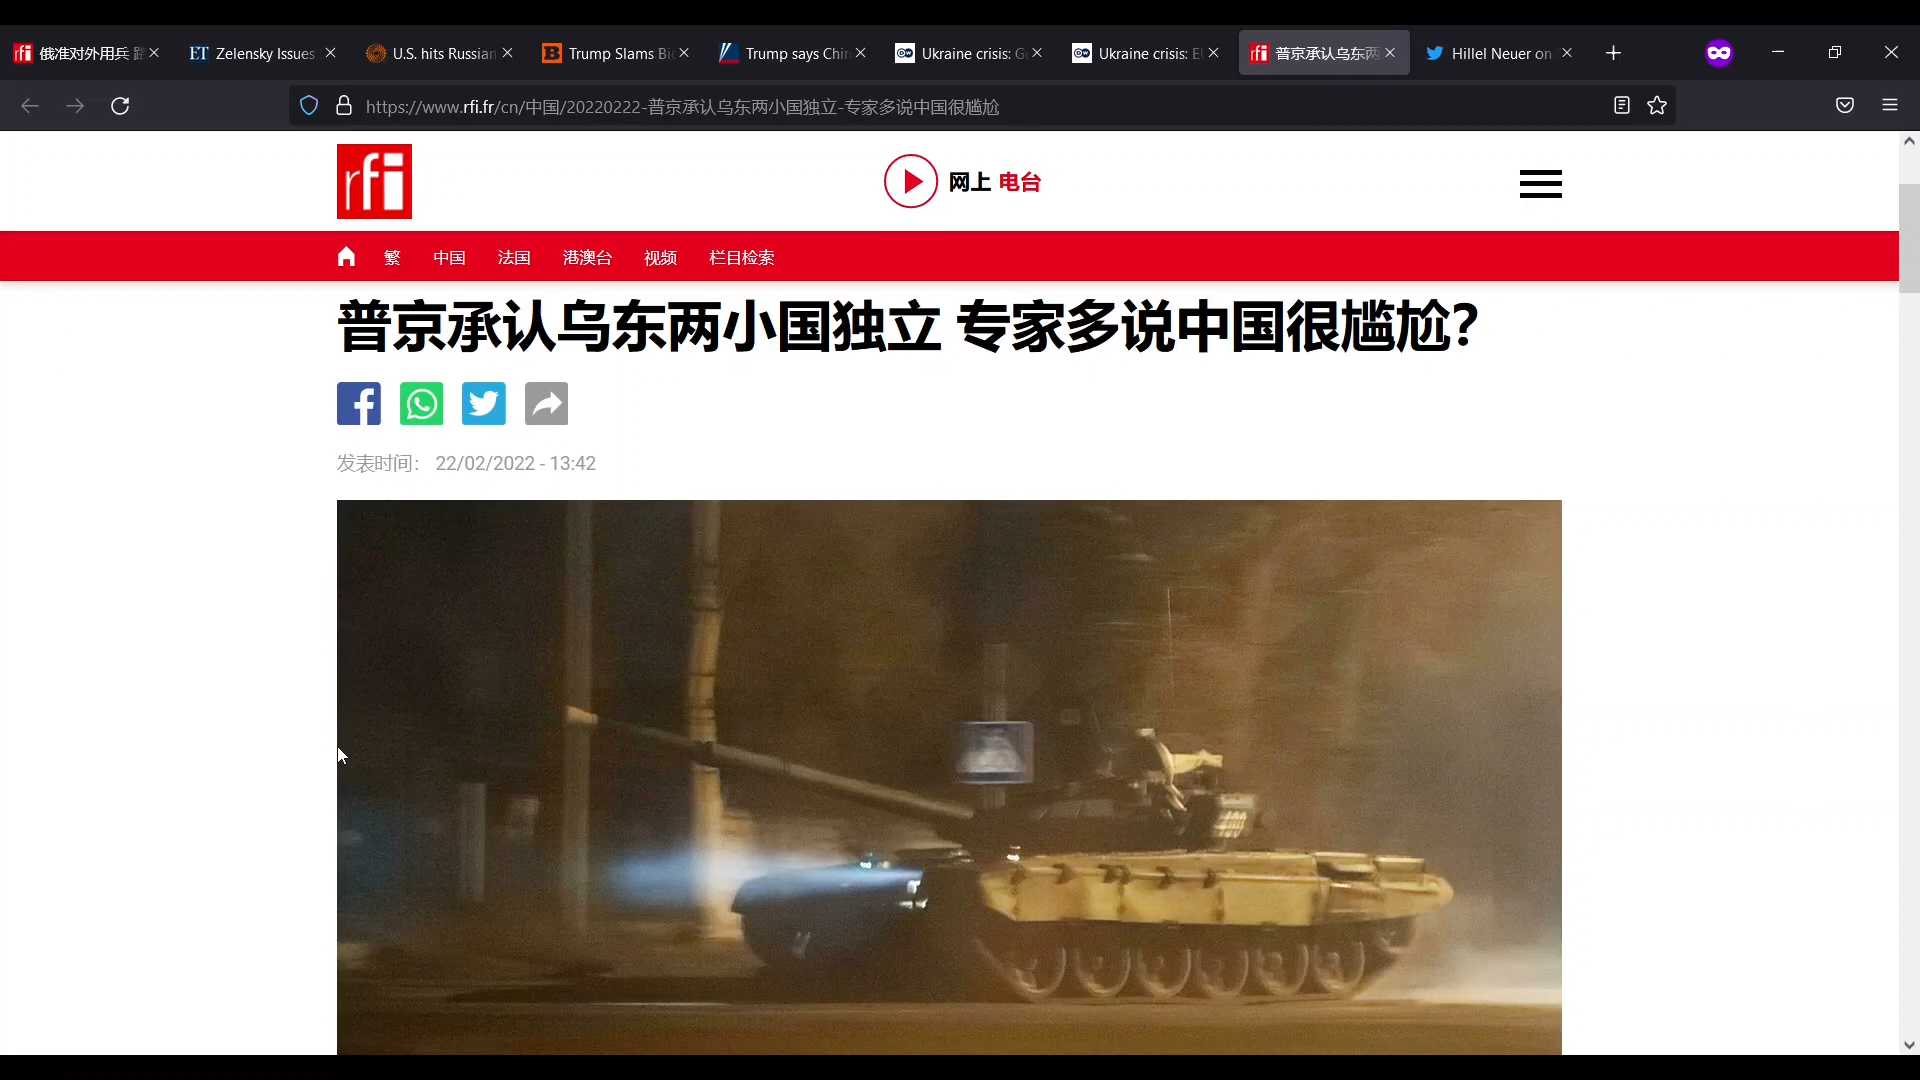 rfi 俄准对外用兵
ET Zelensky Issues
U.S. hits Russian
B Trump Slams Bi
Trump says Chin
DW Ukraine crisis: G
DW Ukraine crisis: E
rfi 普京承认乌东两
Hillel Neuer on
https://www.rfi.fr/cn/中国/20220222-普京承认乌东两小国独立-专家多说中国很尴尬
rfi
网上 电台
繁 中国 法国 港澳台 视频 栏目检索
普京承认乌东两小国独立 专家多说中国很尴尬？
发表时间： 22/02/2022 - 13:42